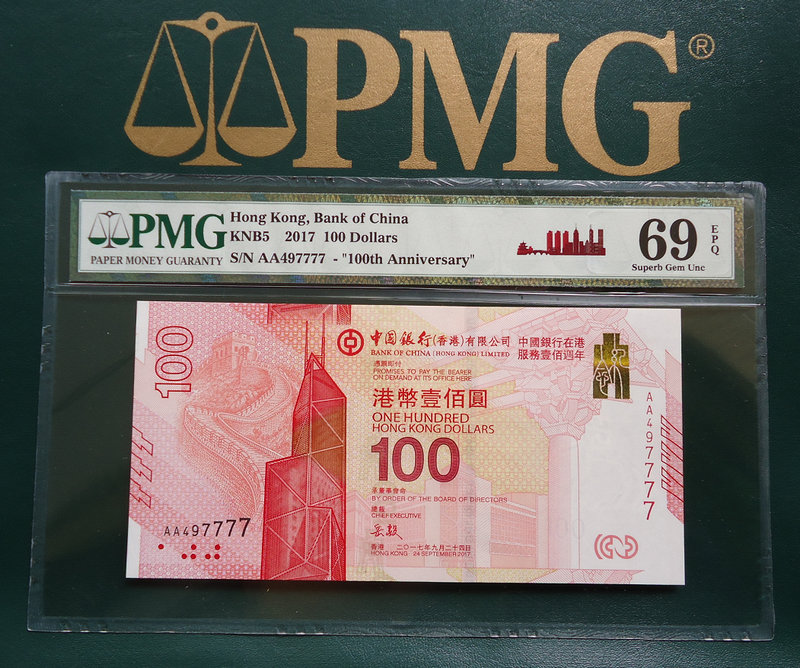 PMG®
PMG
PAPER MONEY GUARANTY
Hong Kong, Bank of China
KNB5 2017 100 Dollars
S/N AA497777 - "100th Anniversary"
69
EPQ
Superb Gem Unc
100
中国银行(香港)有限公司
BANK OF CHINA (HONG KONG) LIMITED
中國銀行在港
服務壹佰週年
憑票即付
PROMISES TO PAY THE BEARER
ON DEMAND AT ITS OFFICE HERE
港幣壹佰圓
ONE HUNDRED
HONG KONG DOLLARS
100
承董事會命
BY ORDER OF THE BOARD OF DIRECTORS
總裁
CHIEF EXECUTIVE
岳毅
香港 二〇一七年九月二十四日
HONG KONG 24 SEPTEMBER 2017
AA497777
AA497777